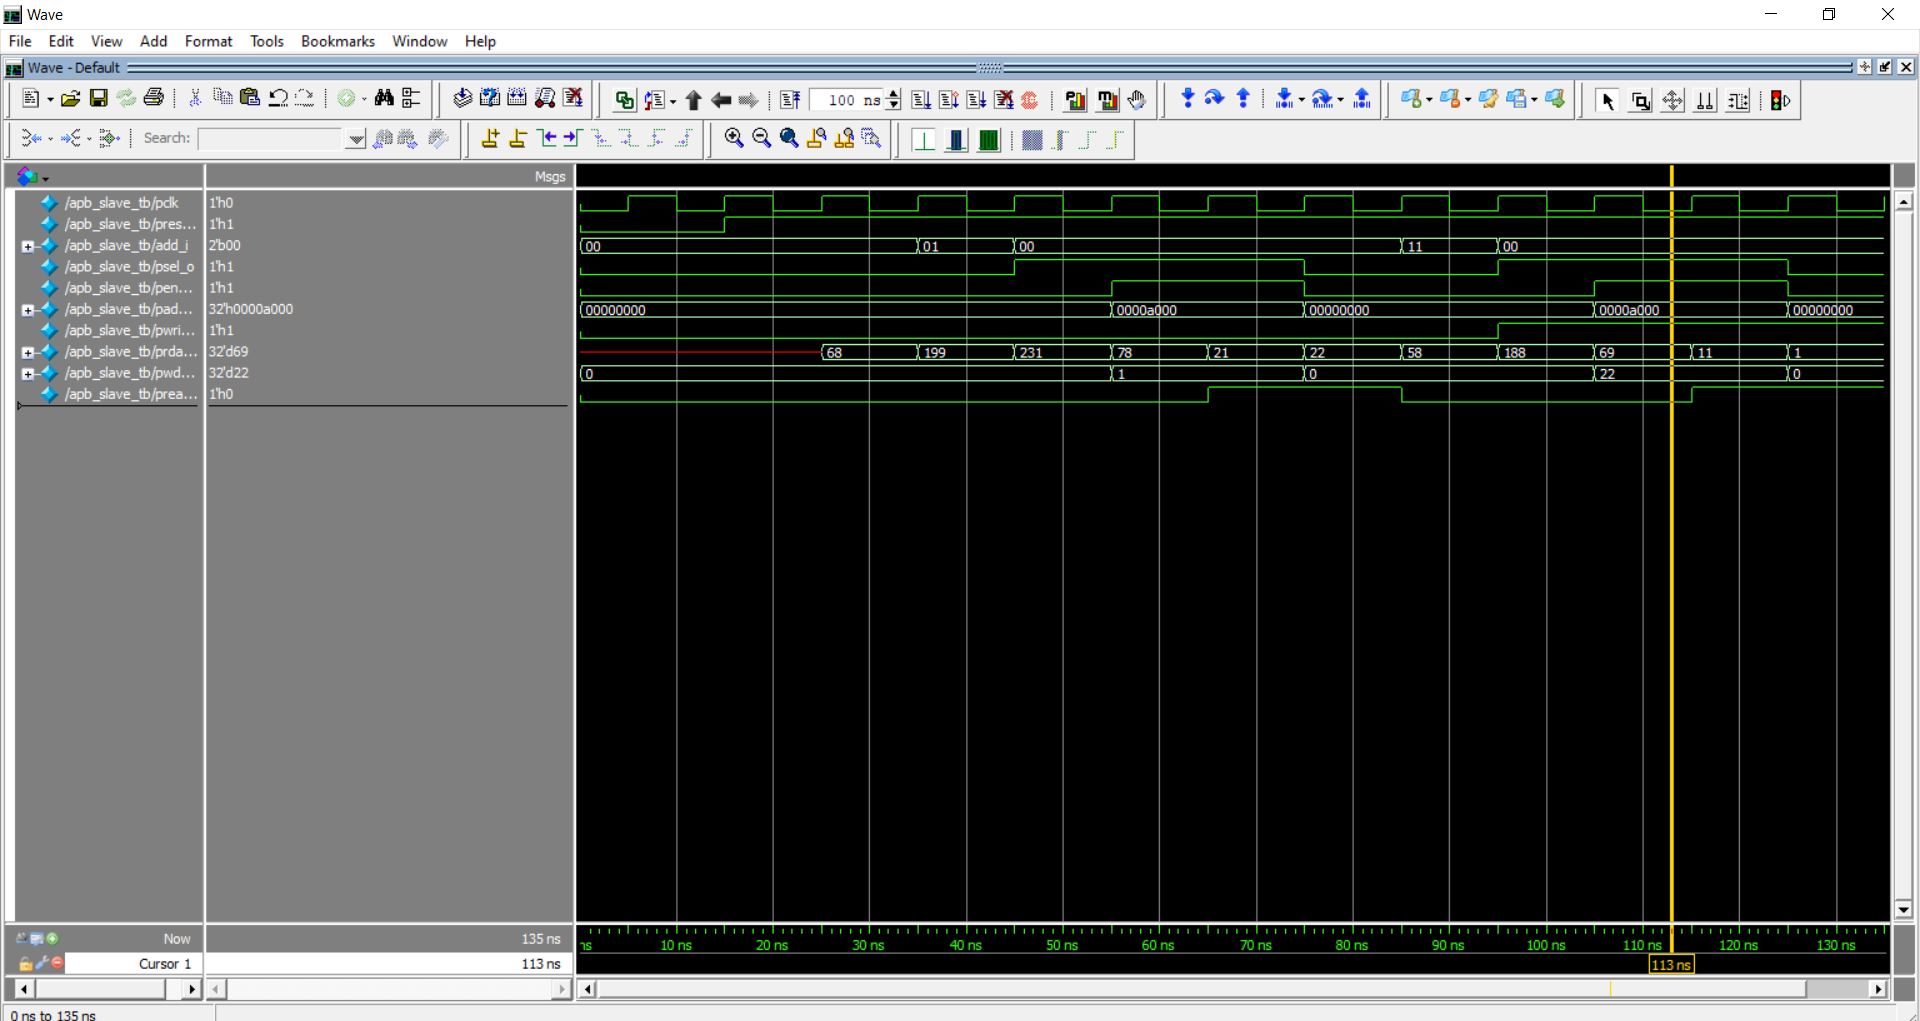 Wave
File Edit View Add Format Tools Bookmarks Window Help
Wave - Default
100 ns
Search:
Msgs
/apb_slave_tb/pclk 1'h0
/apb_slave_tb/pres... 1'h1
/apb_slave_tb/add_i 2'b00 00 01 00 11 00
/apb_slave_tb/psel_o 1'h1
/apb_slave_tb/pen... 1'h1
/apb_slave_tb/pad... 32'h0000a000 00000000 0000a000 00000000 0000a000 00000000
/apb_slave_tb/pwri... 1'h1
/apb_slave_tb/prda... 32'd69 68 199 231 78 21 22 58 188 69 11 1
/apb_slave_tb/pwd... 32'd22 0 1 0 22 0
/apb_slave_tb/prea... 1'h0
Now 135 ns ns 10 ns 20 ns 30 ns 40 ns 50 ns 60 ns 70 ns 80 ns 90 ns 100 ns 110 ns 120 ns 130 ns
Cursor 1 113 ns 113 ns
0 ns to 135 ns